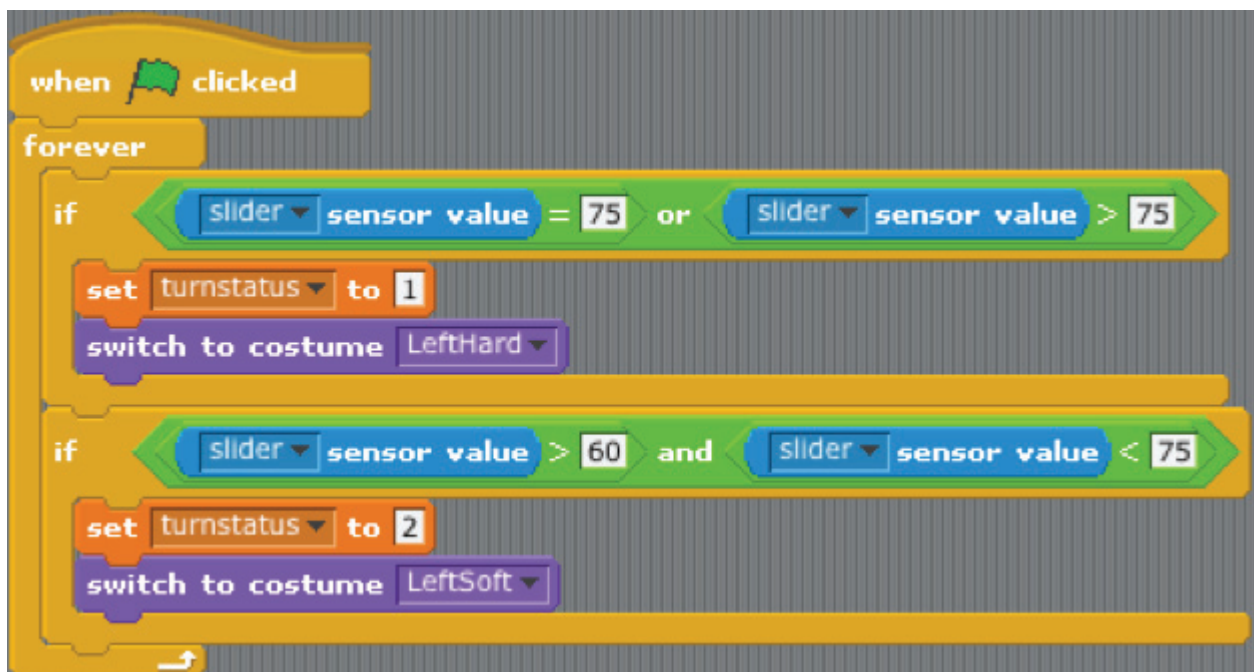 when clicked
forever
if slider sensor value = 75 or slider sensor value > 75
set turnstatus to 1
switch to costume LeftHard
if slider sensor value > 60 and slider sensor value < 75
set turnstatus to 2
switch to costume LeftSoft